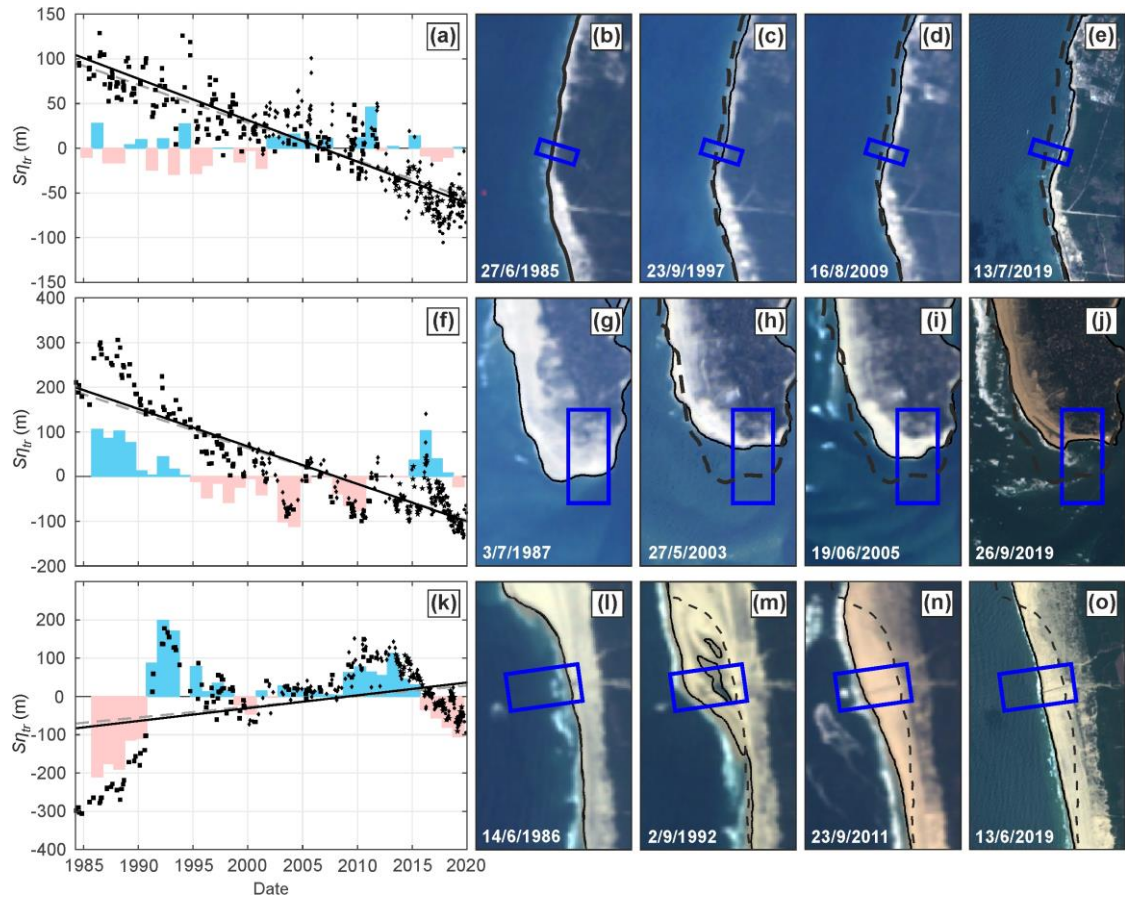 150
100
50
0
-50
-100
-150
Sηtr (m)
(a)
(b)
27/6/1985
(c)
23/9/1997
(d)
16/8/2009
(e)
13/7/2019
400
300
200
100
0
-100
-200
Sηtr (m)
(f)
(g)
3/7/1987
(h)
27/5/2003
(i)
19/06/2005
(j)
26/9/2019
200
100
0
-100
-200
-300
-400
Sηtr (m)
(k)
1985 1990 1995 2000 2005 2010 2015 2020
Date
(l)
14/6/1986
(m)
2/9/1992
(n)
23/9/2011
(o)
13/6/2019